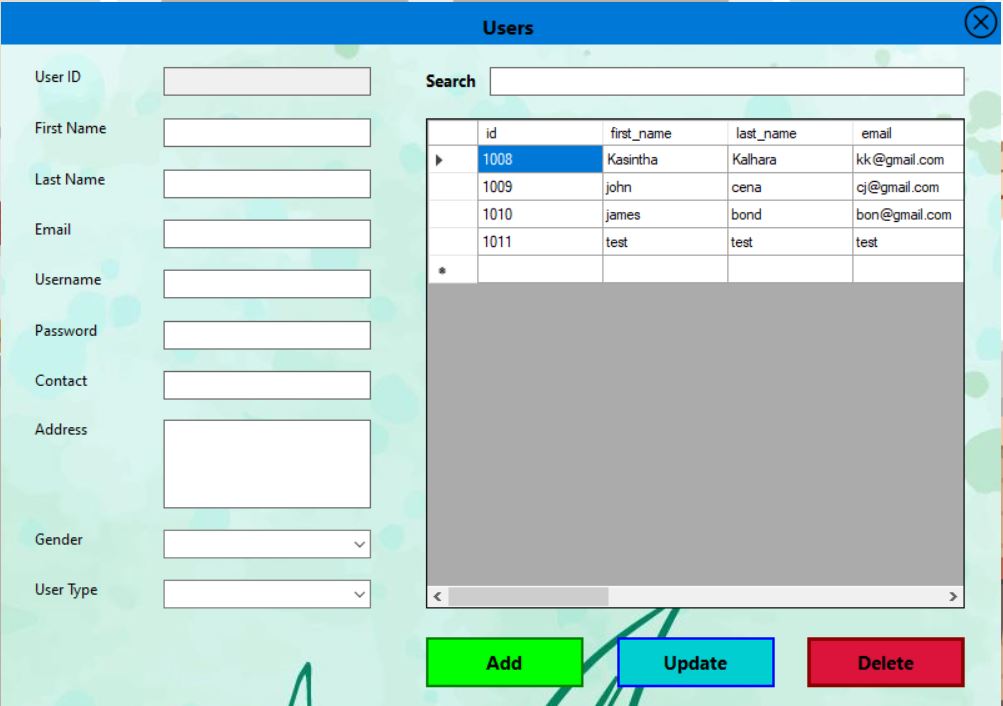 Users
User ID
First Name
Last Name
Email
Username
Password
Contact
Address
Gender
User Type
Search
id first_name last_name email
1008 Kasintha Kalhara kk@gmail.com
1009 john cena cj@gmail.com
1010 james bond bon@gmail.com
1011 test test test
Add Update Delete